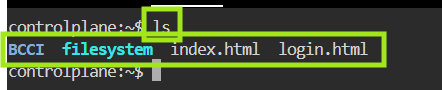 controlplane:~$ ls
BCCI filesystem index.html login.html
controlplane:~$